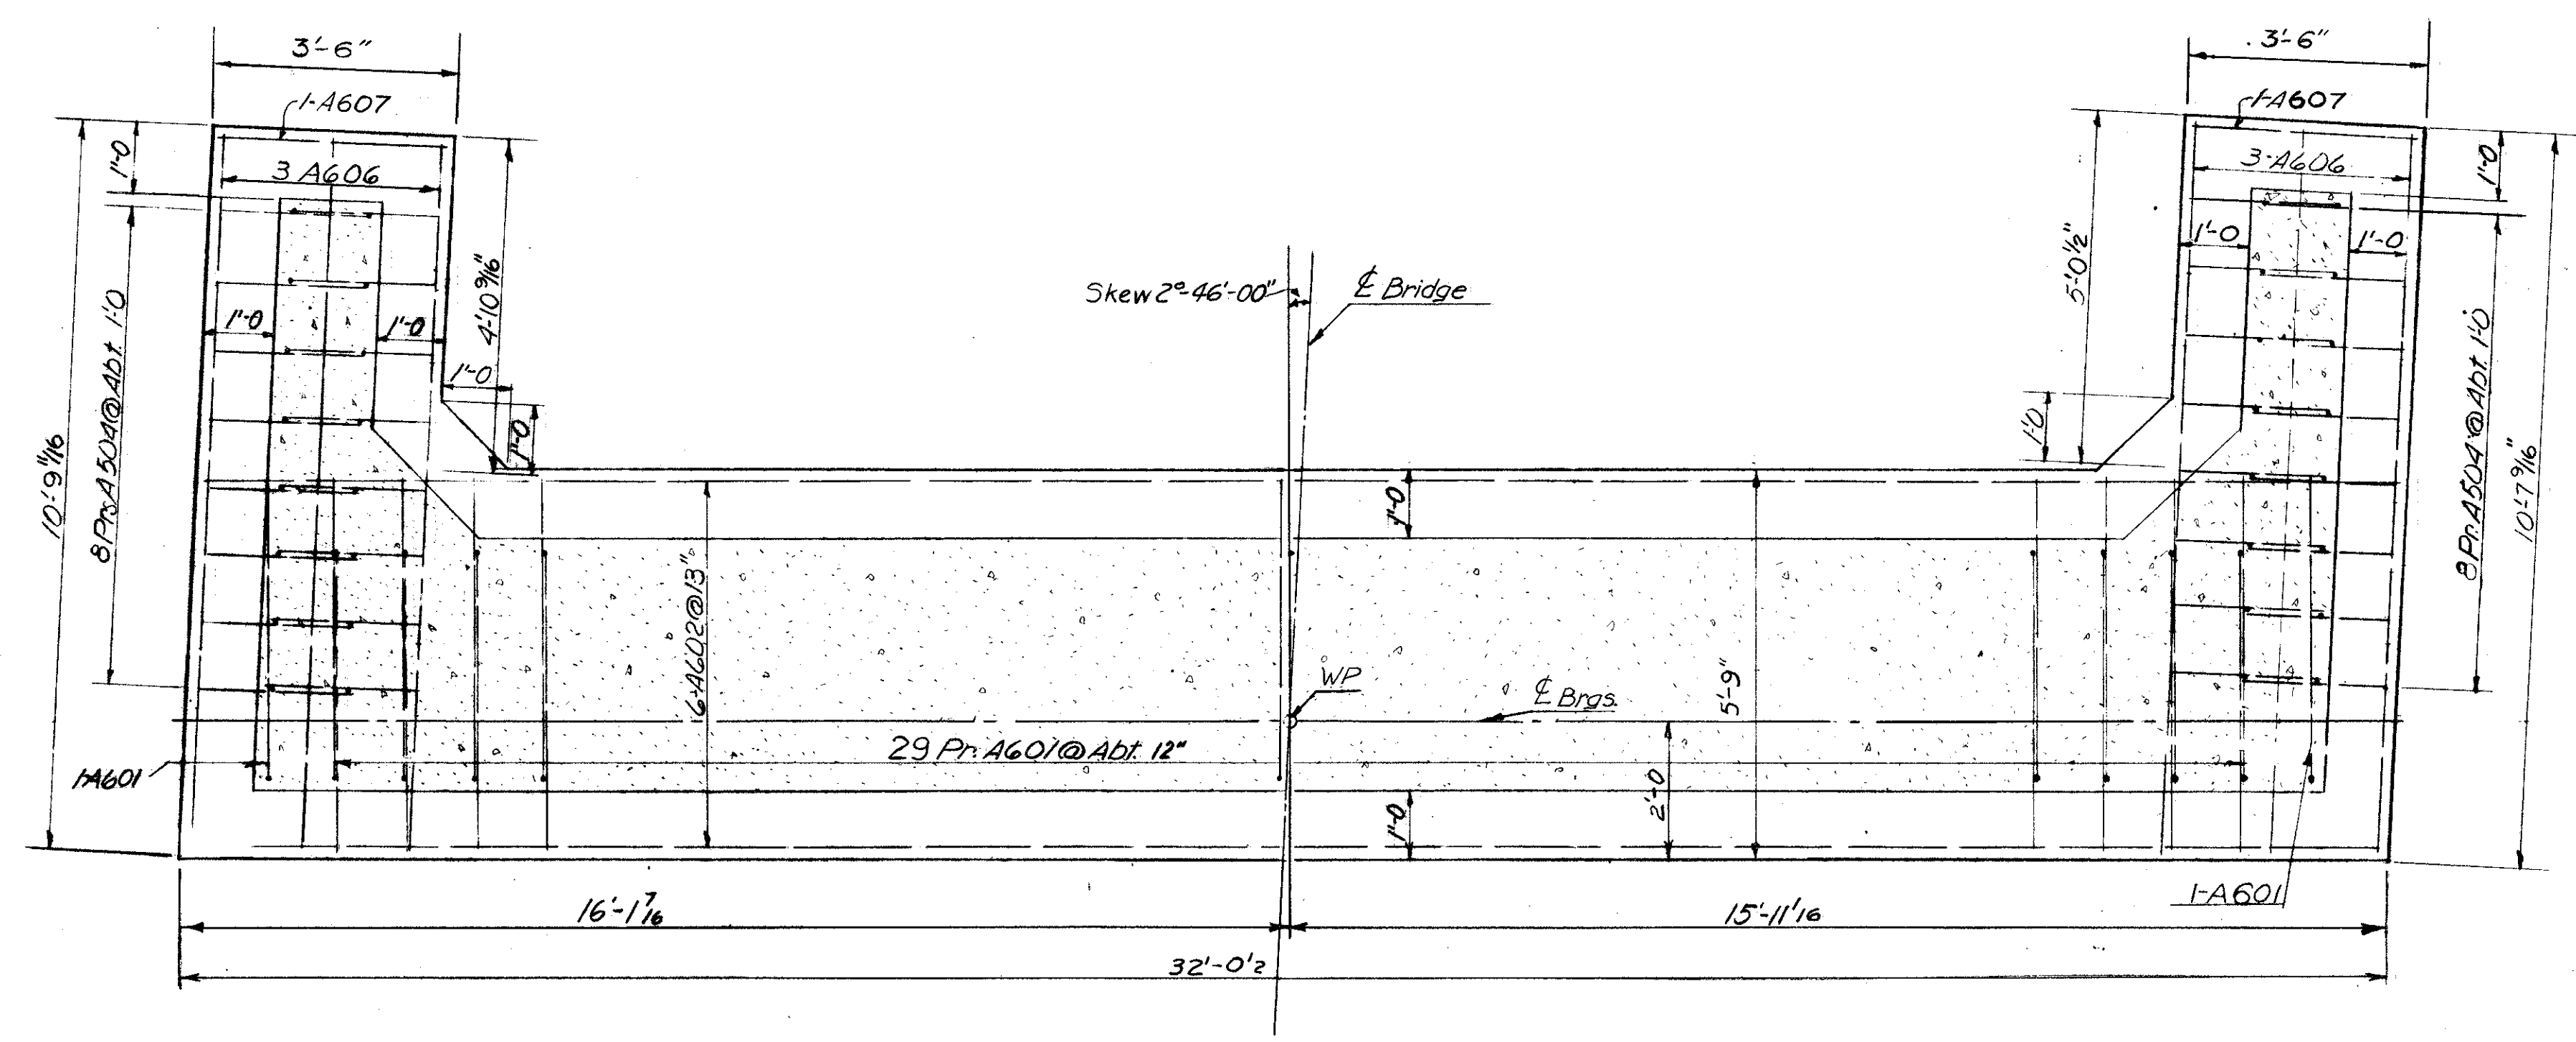 3'-6"
. 3'-6"
1-A607
1-A607
1'-0
3 A606
3-A606
1'-0
1'-0
1'-0
5'-0½"
Skew 2°-46'-00"
℄ Bridge
4'-10 9/16"
1'-0
1'-0
8 Prs A504@Abt. 1'-0
8 Pr. A504@Abt. 1'-0
1'-0
1'-0
1'-0
10'-9 11/16
10'-7 9/16"
1'-0
6-A602@13"
WP
℄ Brgs.
5'-9"
29 Pr. A601@Abt. 12"
1-A601
2'-0
1'-0
1-A601
16'-1 7/16
15'-11 1/16
32'-0 ½